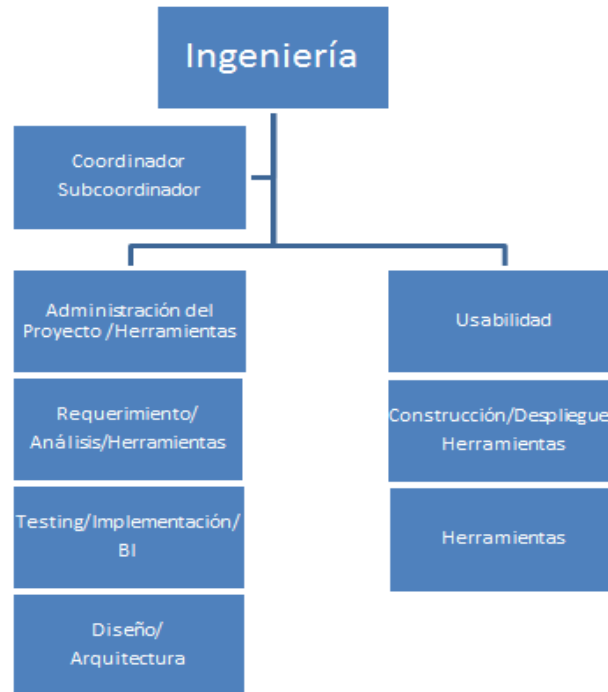 Ingeniería
Coordinador
Subcoordinador
Administración del
Proyecto /Herramientas
Requerimiento/
Análisis/Herramientas
Testing/Implementación/
BI
Diseño/
Arquitectura
Usabilidad
Construcción/Despliegue
Herramientas
Herramientas